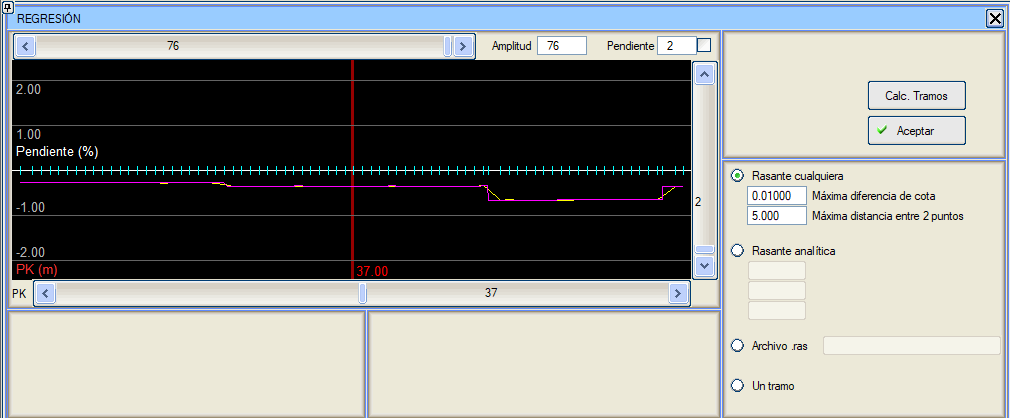 REGRESIÓN
76 Amplitud 76 Pendiente 2
2.00
1.00
Pendiente (%)
-1.00
-2.00
PK (m) 37.00
2
PK 37
Calc. Tramos
Aceptar
Rasante cualquiera
0.01000 Máxima diferencia de cota
5.000 Máxima distancia entre 2 puntos
Rasante analítica
Archivo .ras
Un tramo